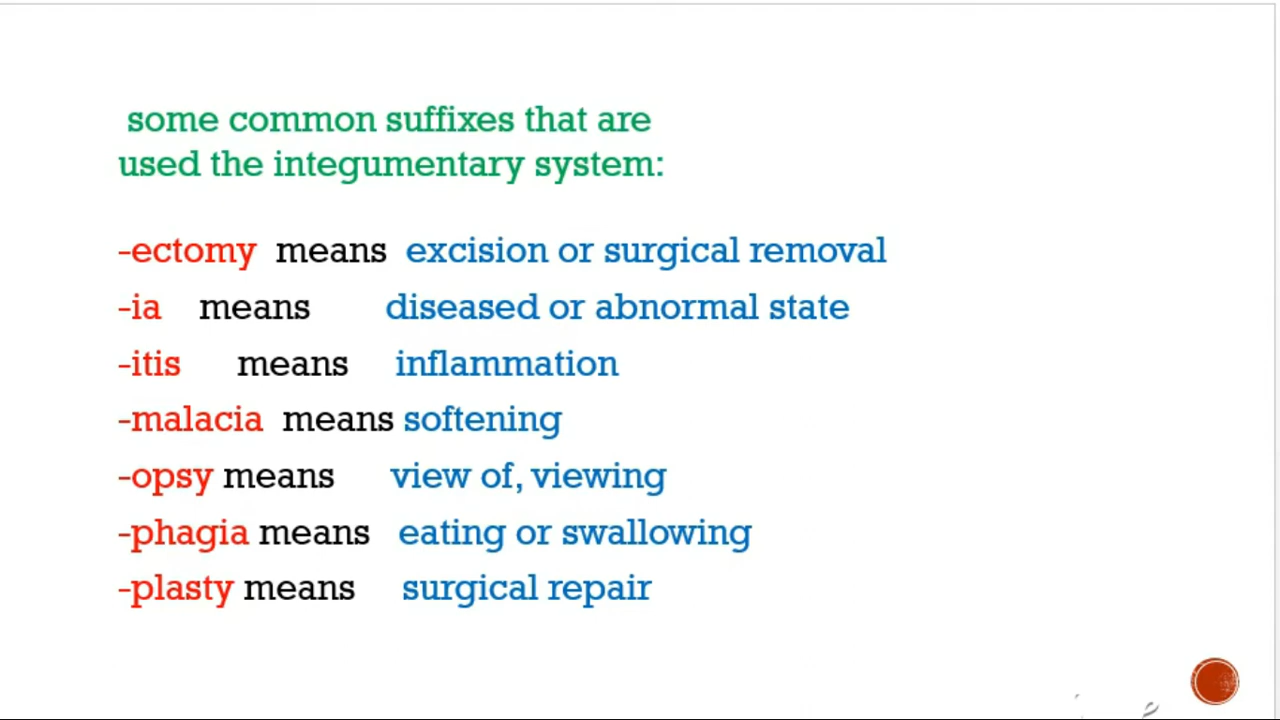 some common suffixes that are
used the integumentary system:
-ectomy means excision or surgical removal
-ia means diseased or abnormal state
-itis means inflammation
-malacia means softening
-opsy means view of, viewing
-phagia means eating or swallowing
-plasty means surgical repair